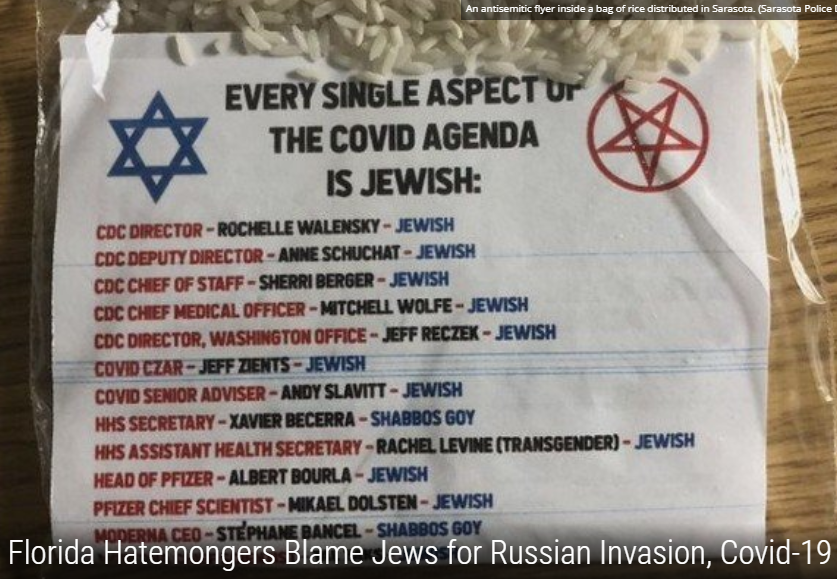 An antisemitic flyer inside a bag of rice distributed in Sarasota. (Sarasota Police
EVERY SINGLE ASPECT OF
THE COVID AGENDA
IS JEWISH:
CDC DIRECTOR - ROCHELLE WALENSKY - JEWISH
CDC DEPUTY DIRECTOR - ANNE SCHUCHAT - JEWISH
CDC CHIEF OF STAFF - SHERRI BERGER - JEWISH
CDC CHIEF MEDICAL OFFICER - MITCHELL WOLFE - JEWISH
CDC DIRECTOR, WASHINGTON OFFICE - JEFF RECZEK - JEWISH
COVID CZAR - JEFF ZIENTS - JEWISH
COVID SENIOR ADVISER - ANDY SLAVITT - JEWISH
HHS SECRETARY - XAVIER BECERRA - SHABBOS GOY
HHS ASSISTANT HEALTH SECRETARY - RACHEL LEVINE (TRANSGENDER) - JEWISH
HEAD OF PFIZER - ALBERT BOURLA - JEWISH
PFIZER CHIEF SCIENTIST - MIKAEL DOLSTEN - JEWISH
MODERNA CEO - STÉPHANE BANCEL - SHABBOS GOY
Florida Hatemongers Blame Jews for Russian Invasion, Covid-19